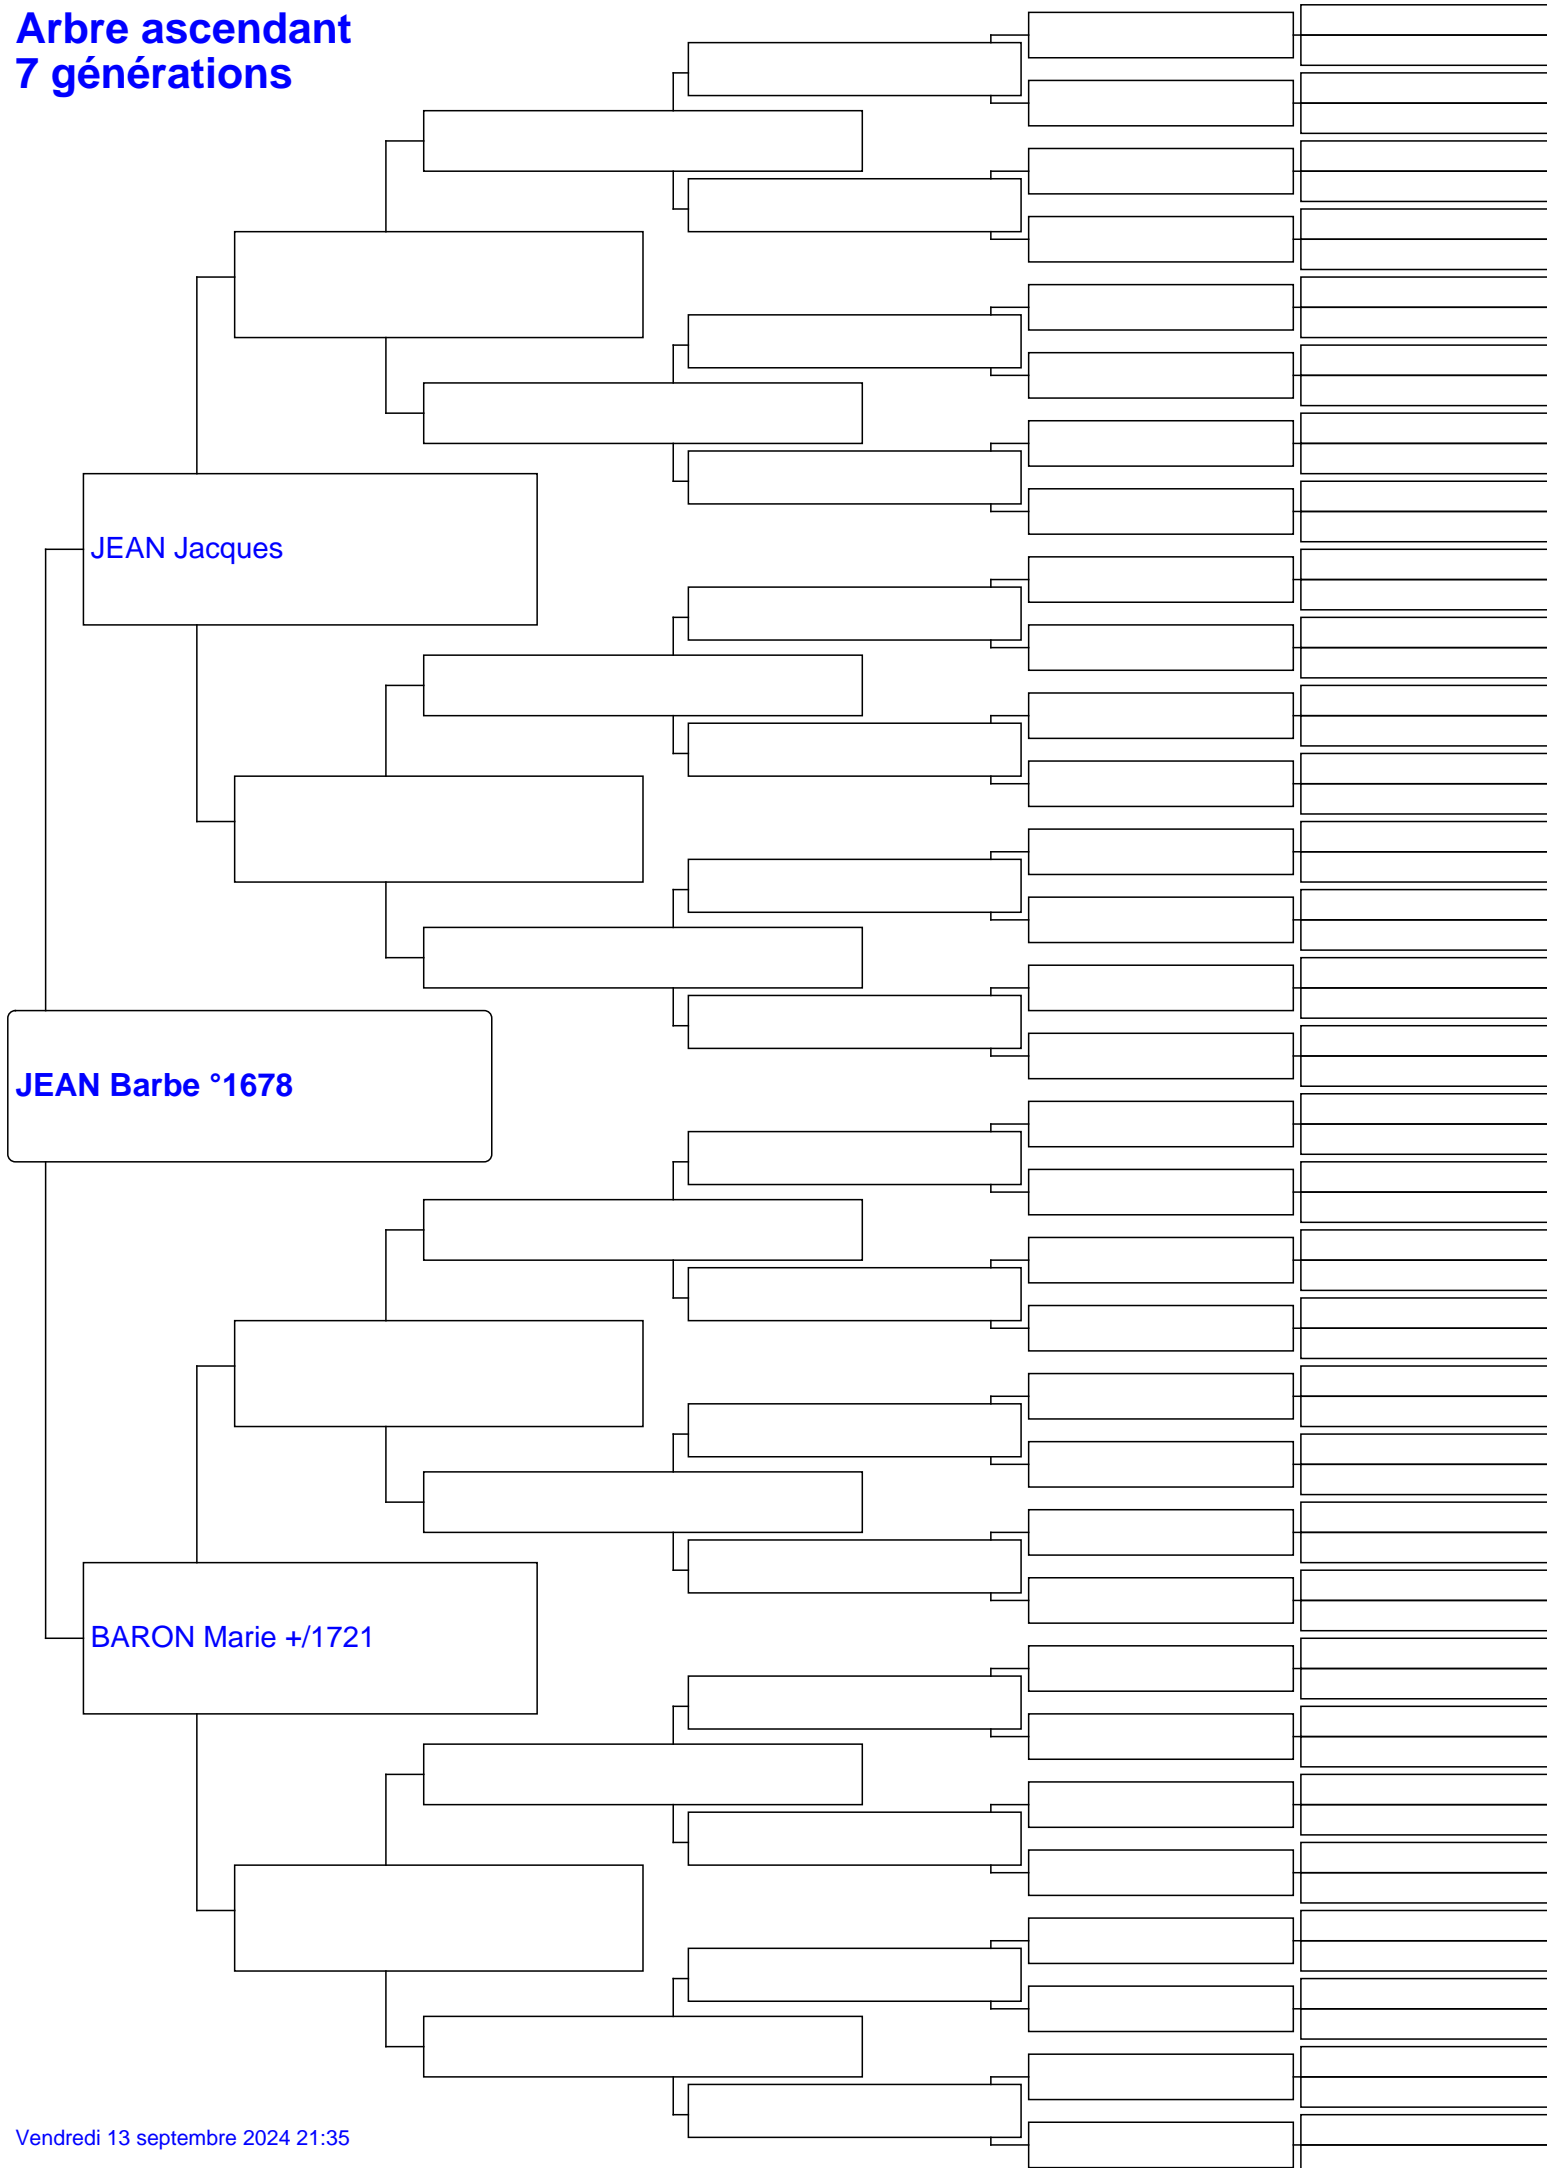 Arbre ascendant
7 générations
JEAN Jacques
JEAN Barbe °1678
BARON Marie +/1721
Vendredi 13 septembre 2024 21:35